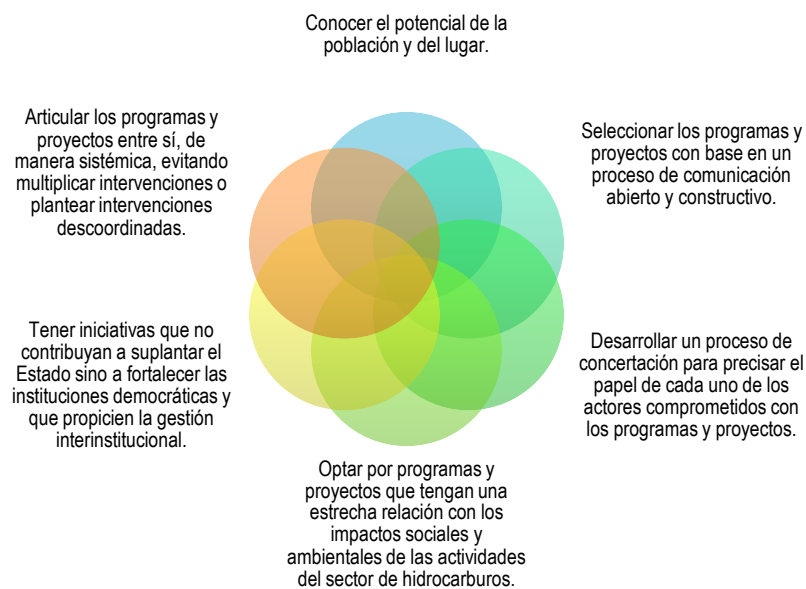 Conocer el potencial de la
población y del lugar.
Seleccionar los programas y
proyectos con base en un
proceso de comunicación
abierto y constructivo.
Desarrollar un proceso de
concertación para precisar el
papel de cada uno de los
actores comprometidos con
los programas y proyectos.
Optar por programas y
proyectos que tengan una
estrecha relación con los
impactos sociales y
ambientales de las actividades
del sector de hidrocarburos.
Tener iniciativas que no
contribuyan a suplantar el
Estado sino a fortalecer las
instituciones democráticas y
que propicien la gestión
interinstitucional.
Articular los programas y
proyectos entre sí, de
manera sistémica, evitando
multiplicar intervenciones o
plantear intervenciones
descoordinadas.